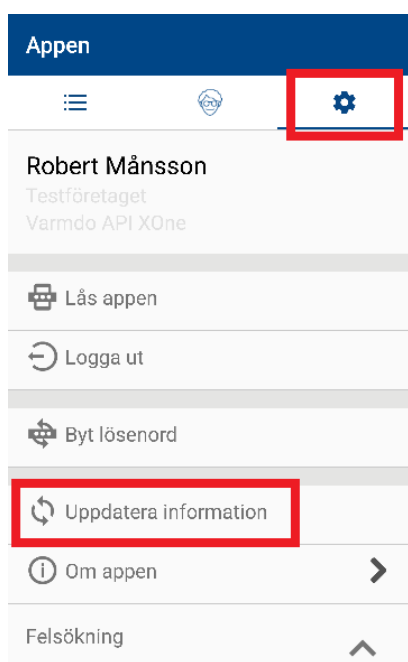 Appen
Robert Månsson
Testföretaget
Varmdo API XOne
Lås appen
Logga ut
Byt lösenord
Uppdatera information
Om appen
Felsökning